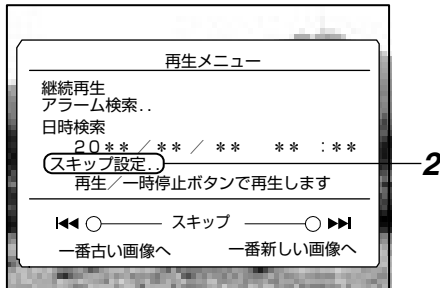 再生メニュー
継続再生
アラーム検索..
日時検索
20** /** / ** ** :**
スキップ設定..
2
再生／一時停止ボタンで再生します
スキップ
一番古い画像へ 一番新しい画像へ